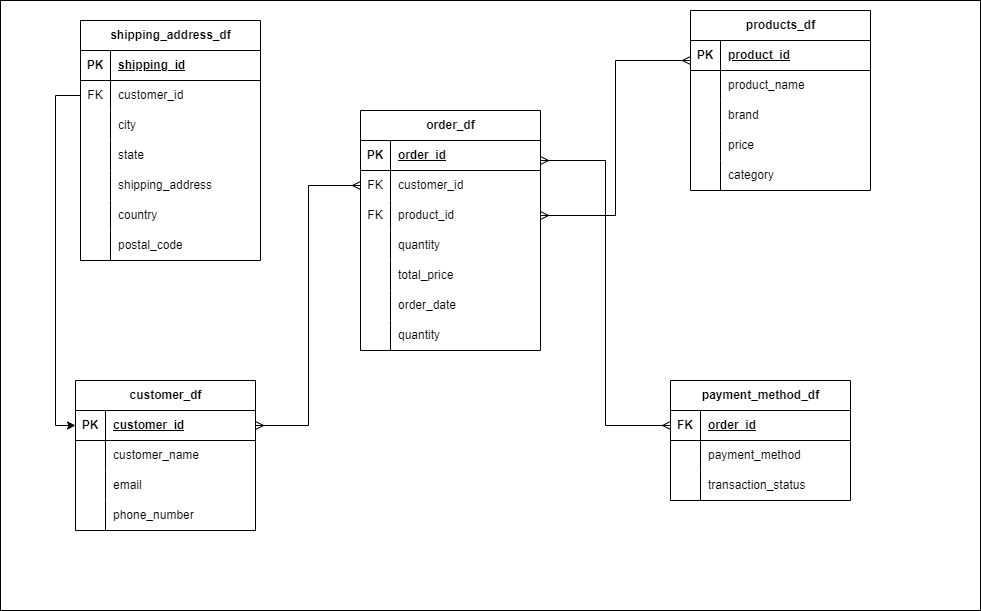 shipping_address_df
PK shipping_id
FK customer_id
city
state
shipping_address
country
postal_code
order_df
PK order_id
FK customer_id
FK product_id
quantity
total_price
order_date
quantity
products_df
PK product_id
product_name
brand
price
category
customer_df
PK customer_id
customer_name
email
phone_number
payment_method_df
FK order_id
payment_method
transaction_status